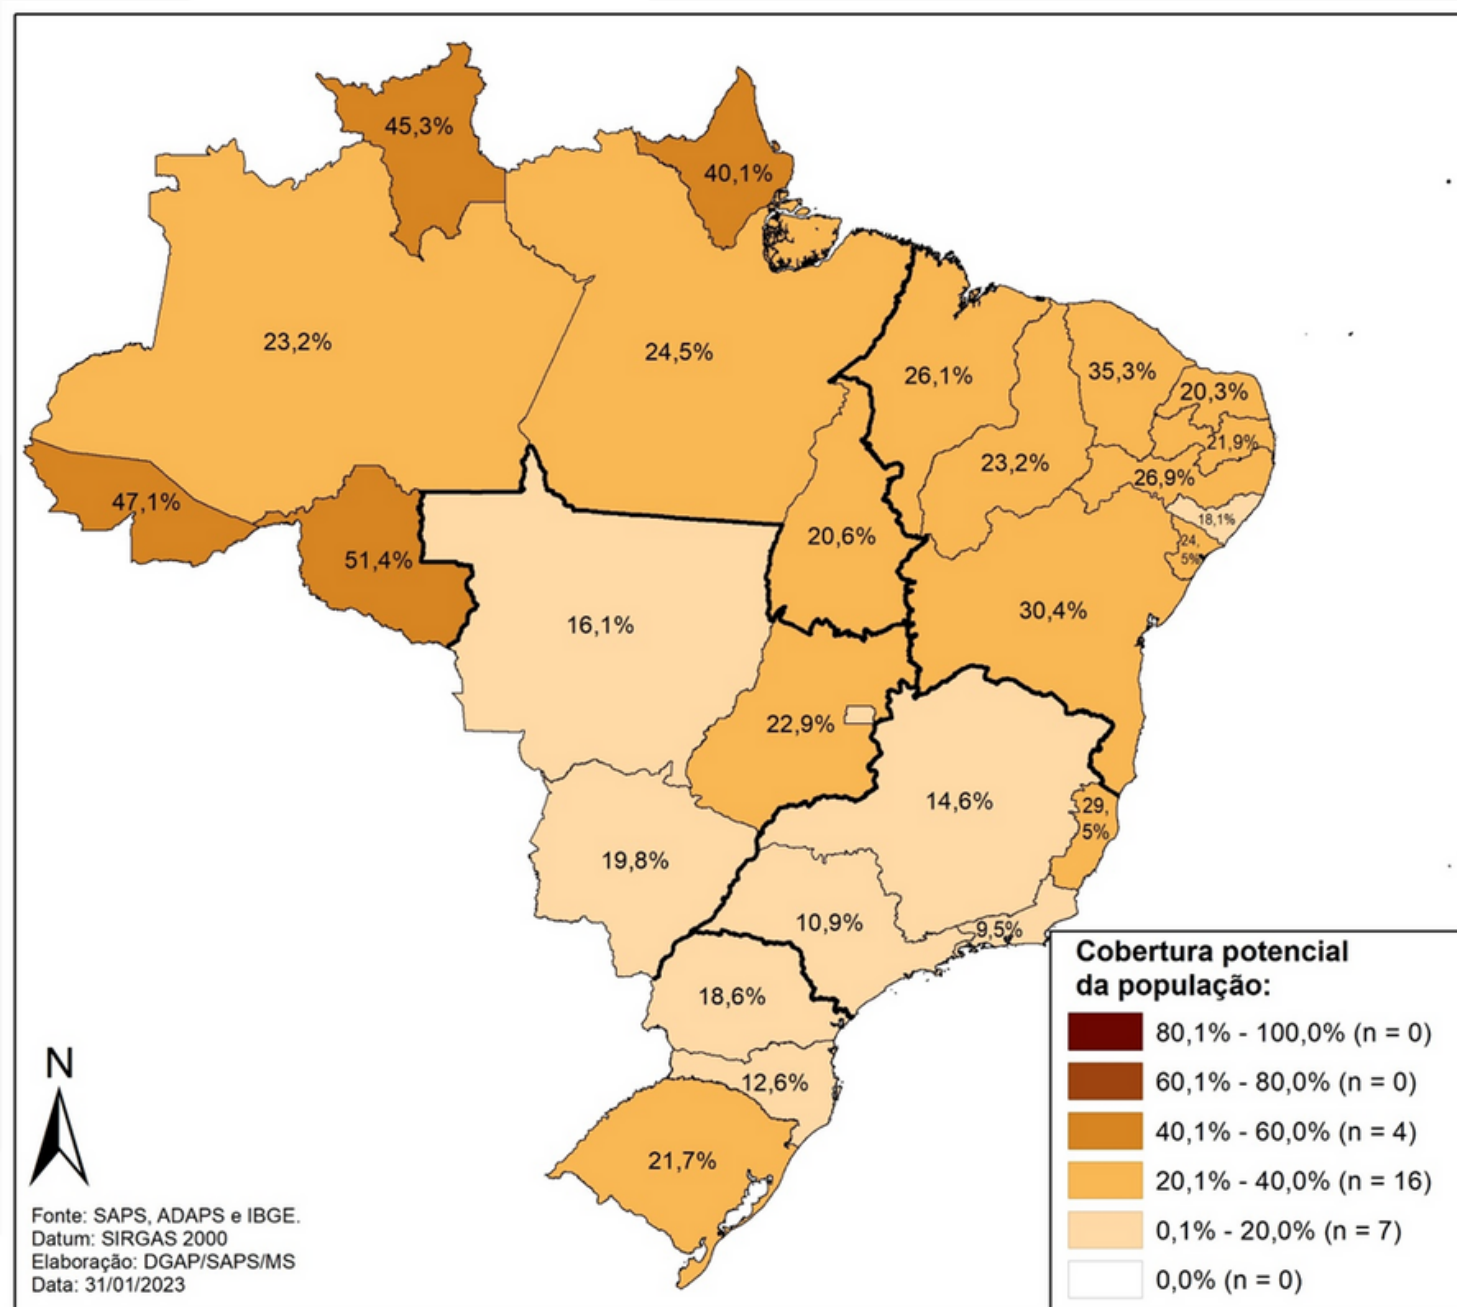 45,3%
40,1%
23,2%
24,5%
26,1%
35,3%
20,3%
21,9%
23,2%
26,9%
18,1%
24,
5%
47,1%
51,4%
20,6%
30,4%
16,1%
22,9%
14,6%
29,
5%
19,8%
10,9%
9,5%
18,6%
12,6%
21,7%
Cobertura potencial
da população:
80,1% - 100,0% (n = 0)
60,1% - 80,0% (n = 0)
40,1% - 60,0% (n = 4)
20,1% - 40,0% (n = 16)
0,1% - 20,0% (n = 7)
0,0% (n = 0)
N
Fonte: SAPS, ADAPS e IBGE.
Datum: SIRGAS 2000
Elaboração: DGAP/SAPS/MS
Data: 31/01/2023